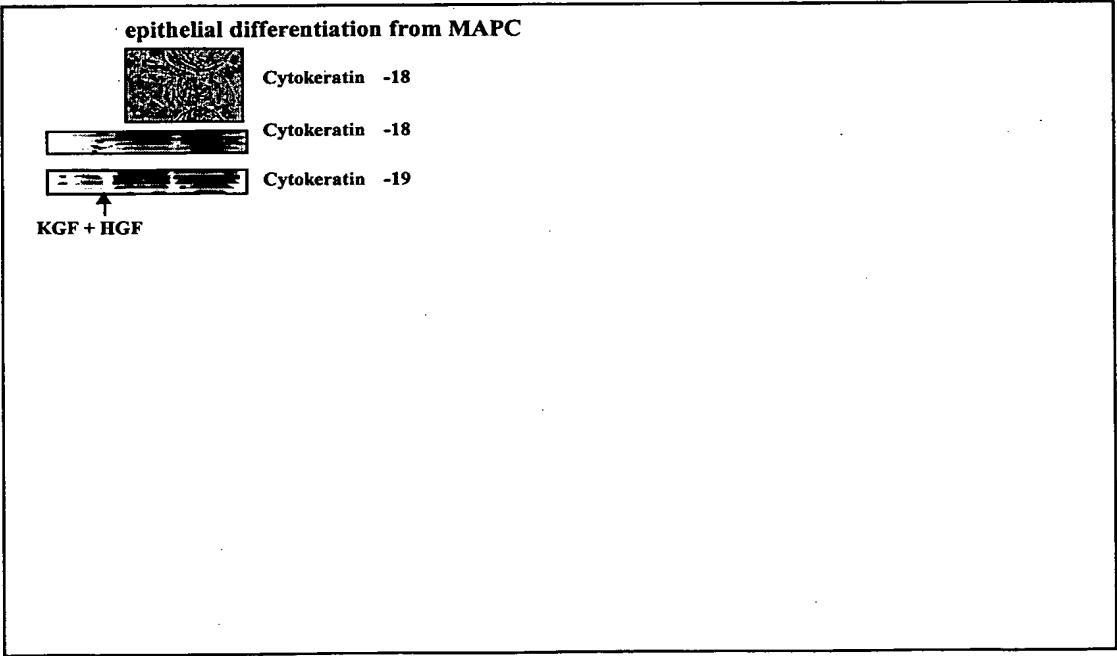 epithelial differentiation from MAPC
Cytokeratin -18
Cytokeratin -18
Cytokeratin -19
KGF + HGF